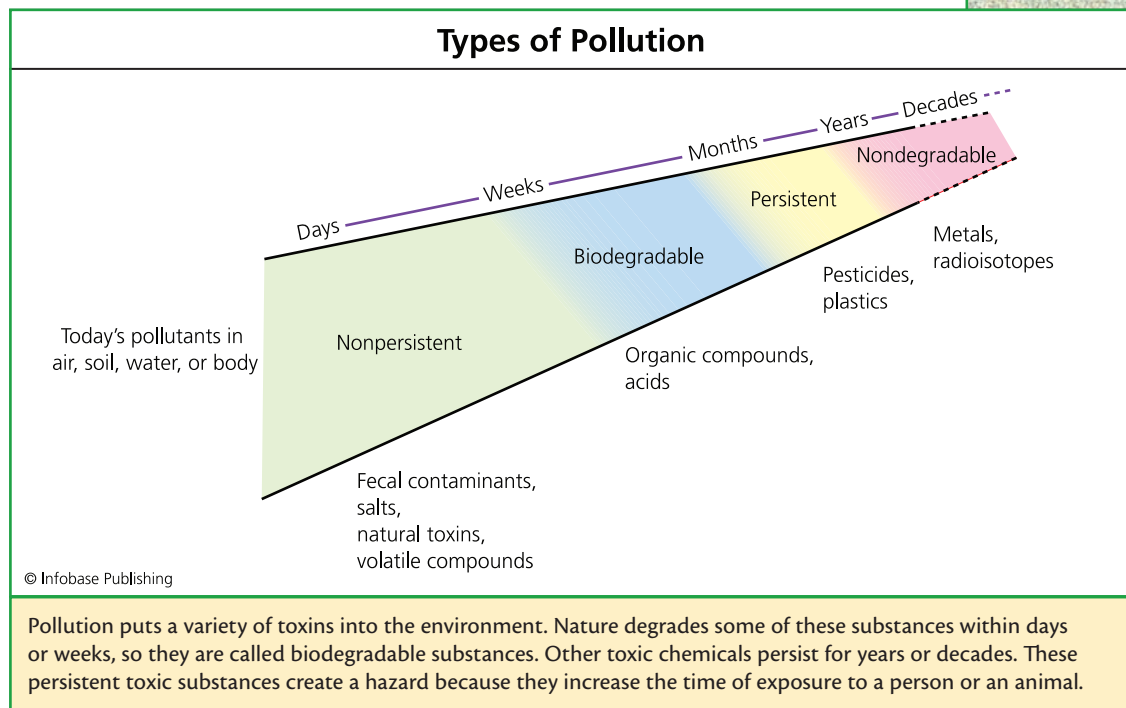 Types of Pollution
Days
Weeks
Months
Years
Decades
Nondegradable
Persistent
Biodegradable
Nonpersistent
Today's pollutants in
air, soil, water, or body
Metals,
radioisotopes
Pesticides,
plastics
Organic compounds,
acids
Fecal contaminants,
salts,
natural toxins,
volatile compounds
© Infobase Publishing
Pollution puts a variety of toxins into the environment. Nature degrades some of these substances within days
or weeks, so they are called biodegradable substances. Other toxic chemicals persist for years or decades. These
persistent toxic substances create a hazard because they increase the time of exposure to a person or an animal.